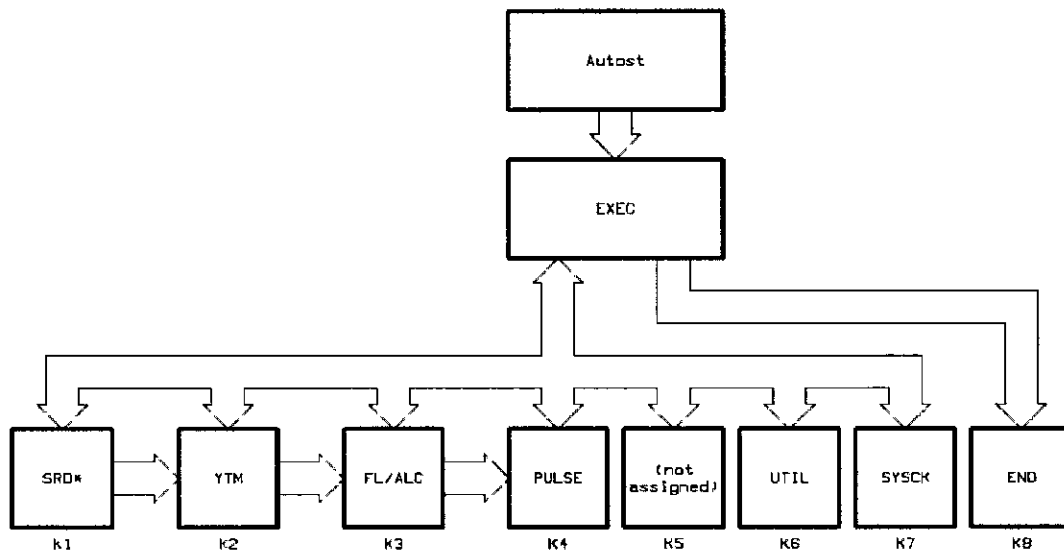 Autost
EXEC
SRD*
YTM
FL/ALC
PULSE
(not
assigned)
UTIL
SYSCK
END
K1
K2
K3
K4
K5
K6
K7
K8